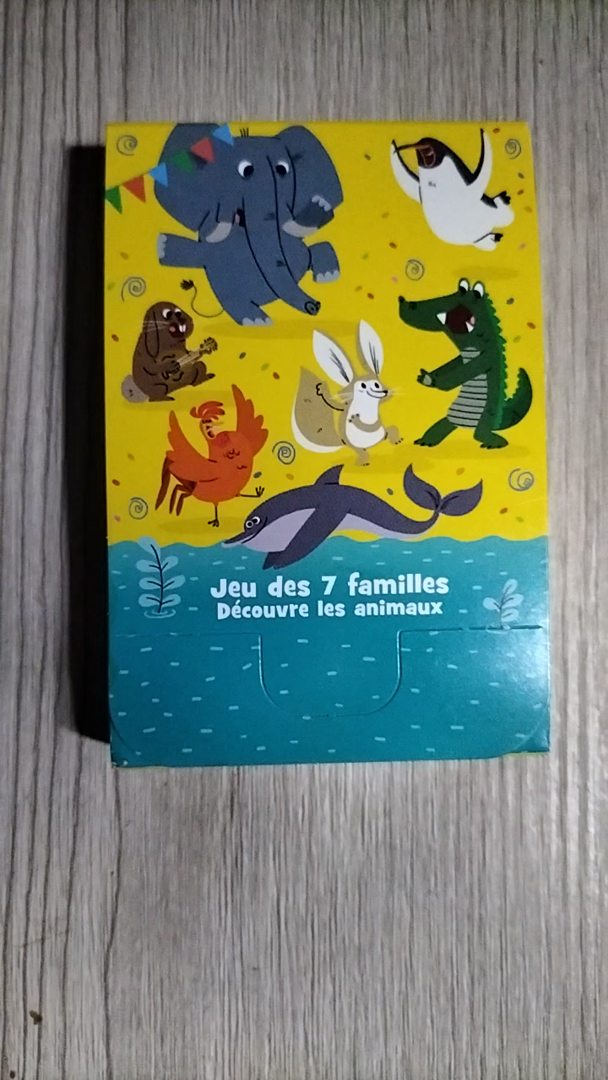 Jeu des 7 familles
Découvre les animaux